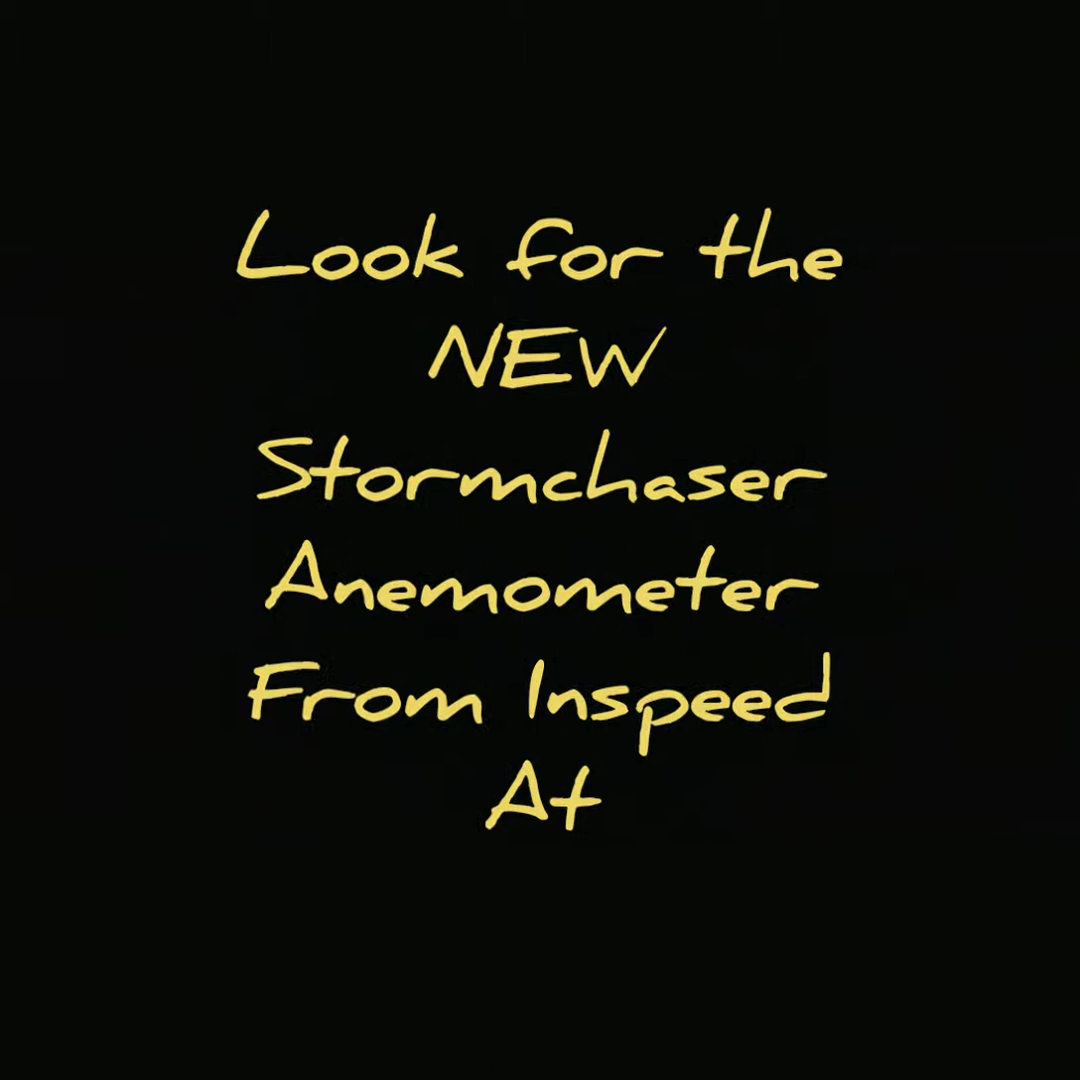 Look for the
NEW
Stormchaser
Anemometer
From Inspeed
At